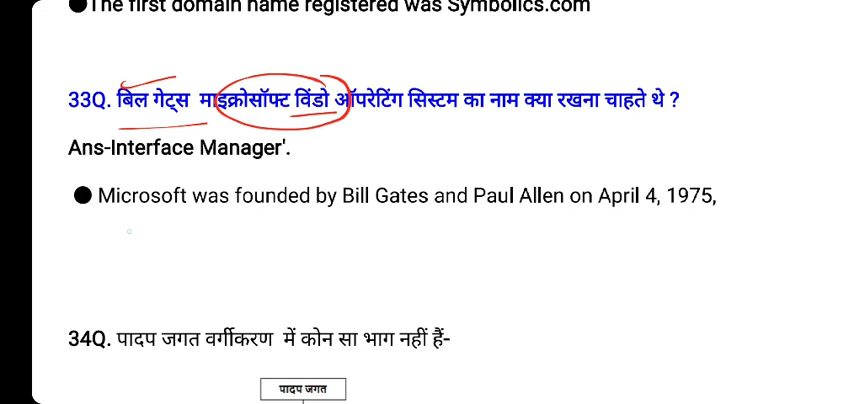 ●The first domain name registered was Symbolics.com
33Q. बिल गेट्स माइक्रोसॉफ्ट विंडो ऑपरेटिंग सिस्टम का नाम क्या रखना चाहते थे ?
Ans-Interface Manager'.
● Microsoft was founded by Bill Gates and Paul Allen on April 4, 1975,
34Q. पादप जगत वर्गीकरण में कोन सा भाग नहीं हैं-
पादप जगत